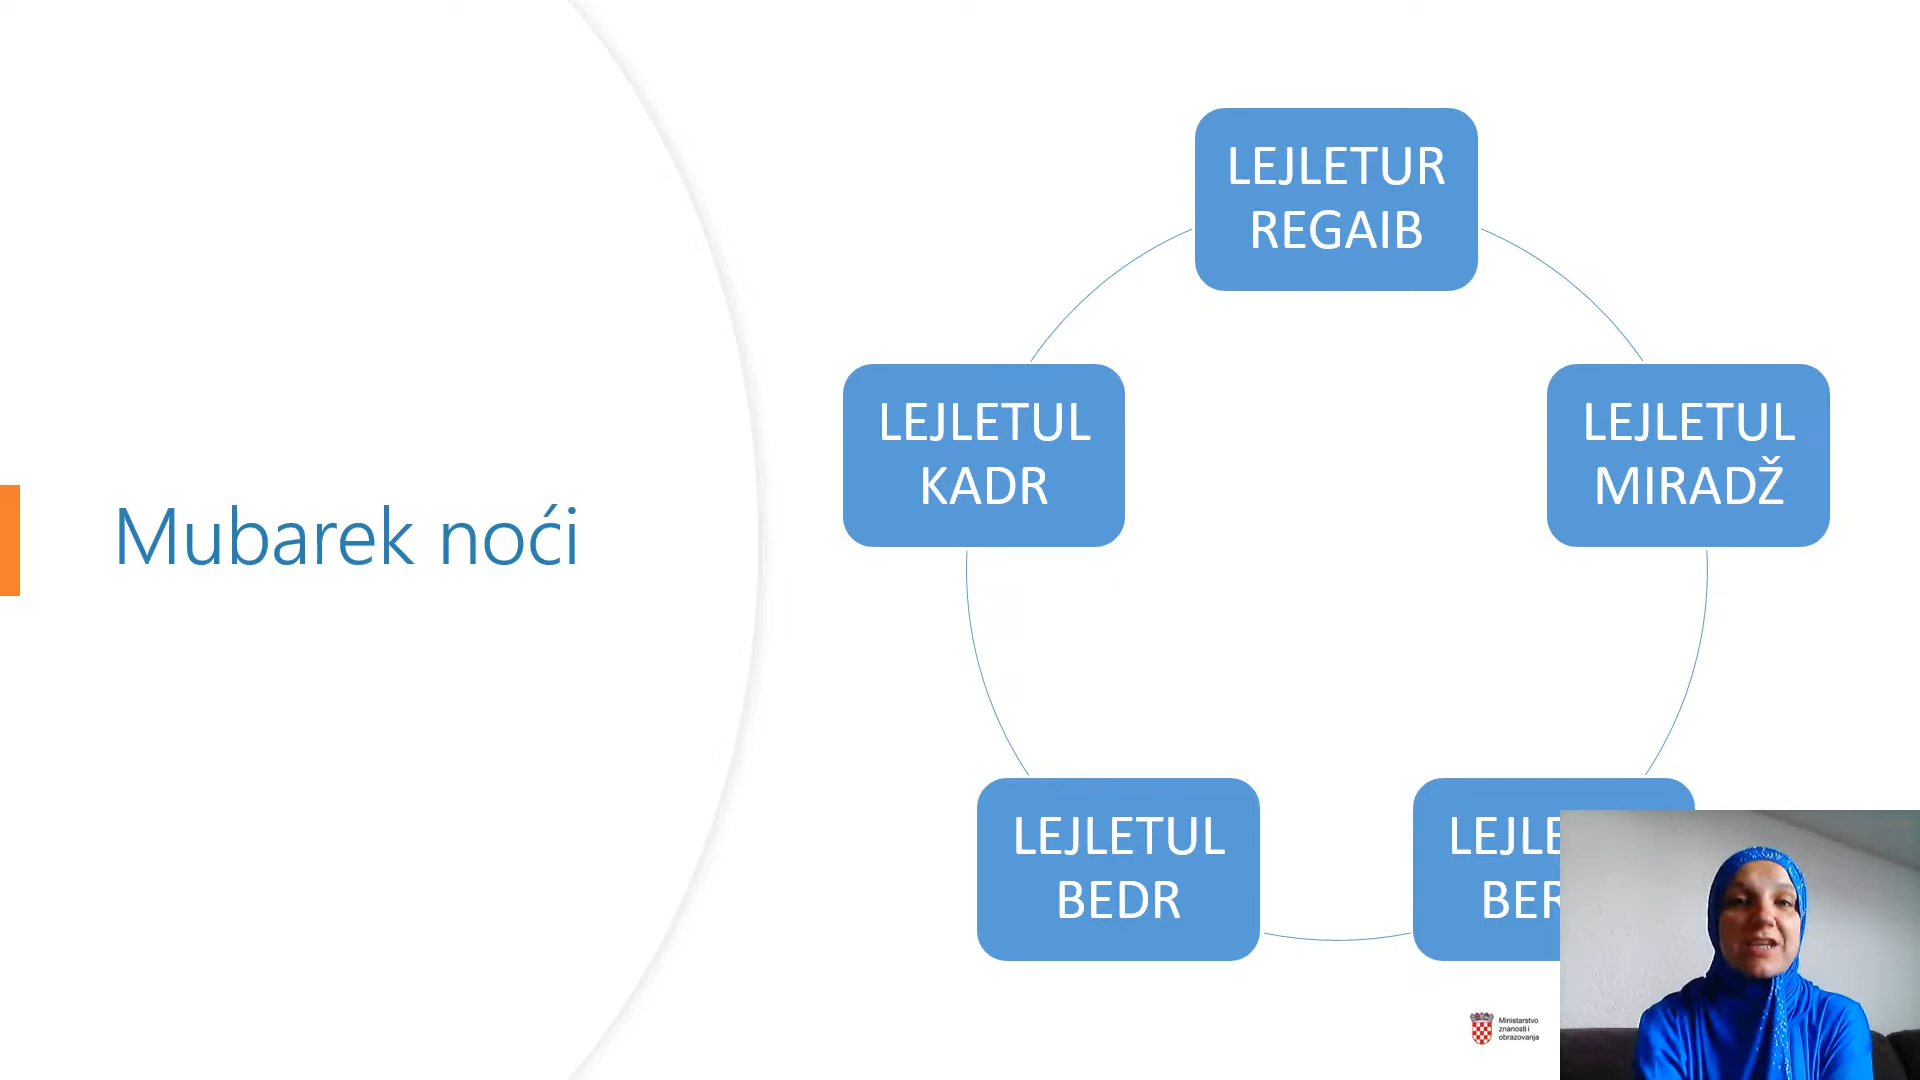 Mubarek noći
LEJLETUR
REGAIB
LEJLETUL
MIRADŽ
LEJLETUL
BEDR
LEJLETUL
KADR
Ministarstvo
znanosti i
obrazovanja